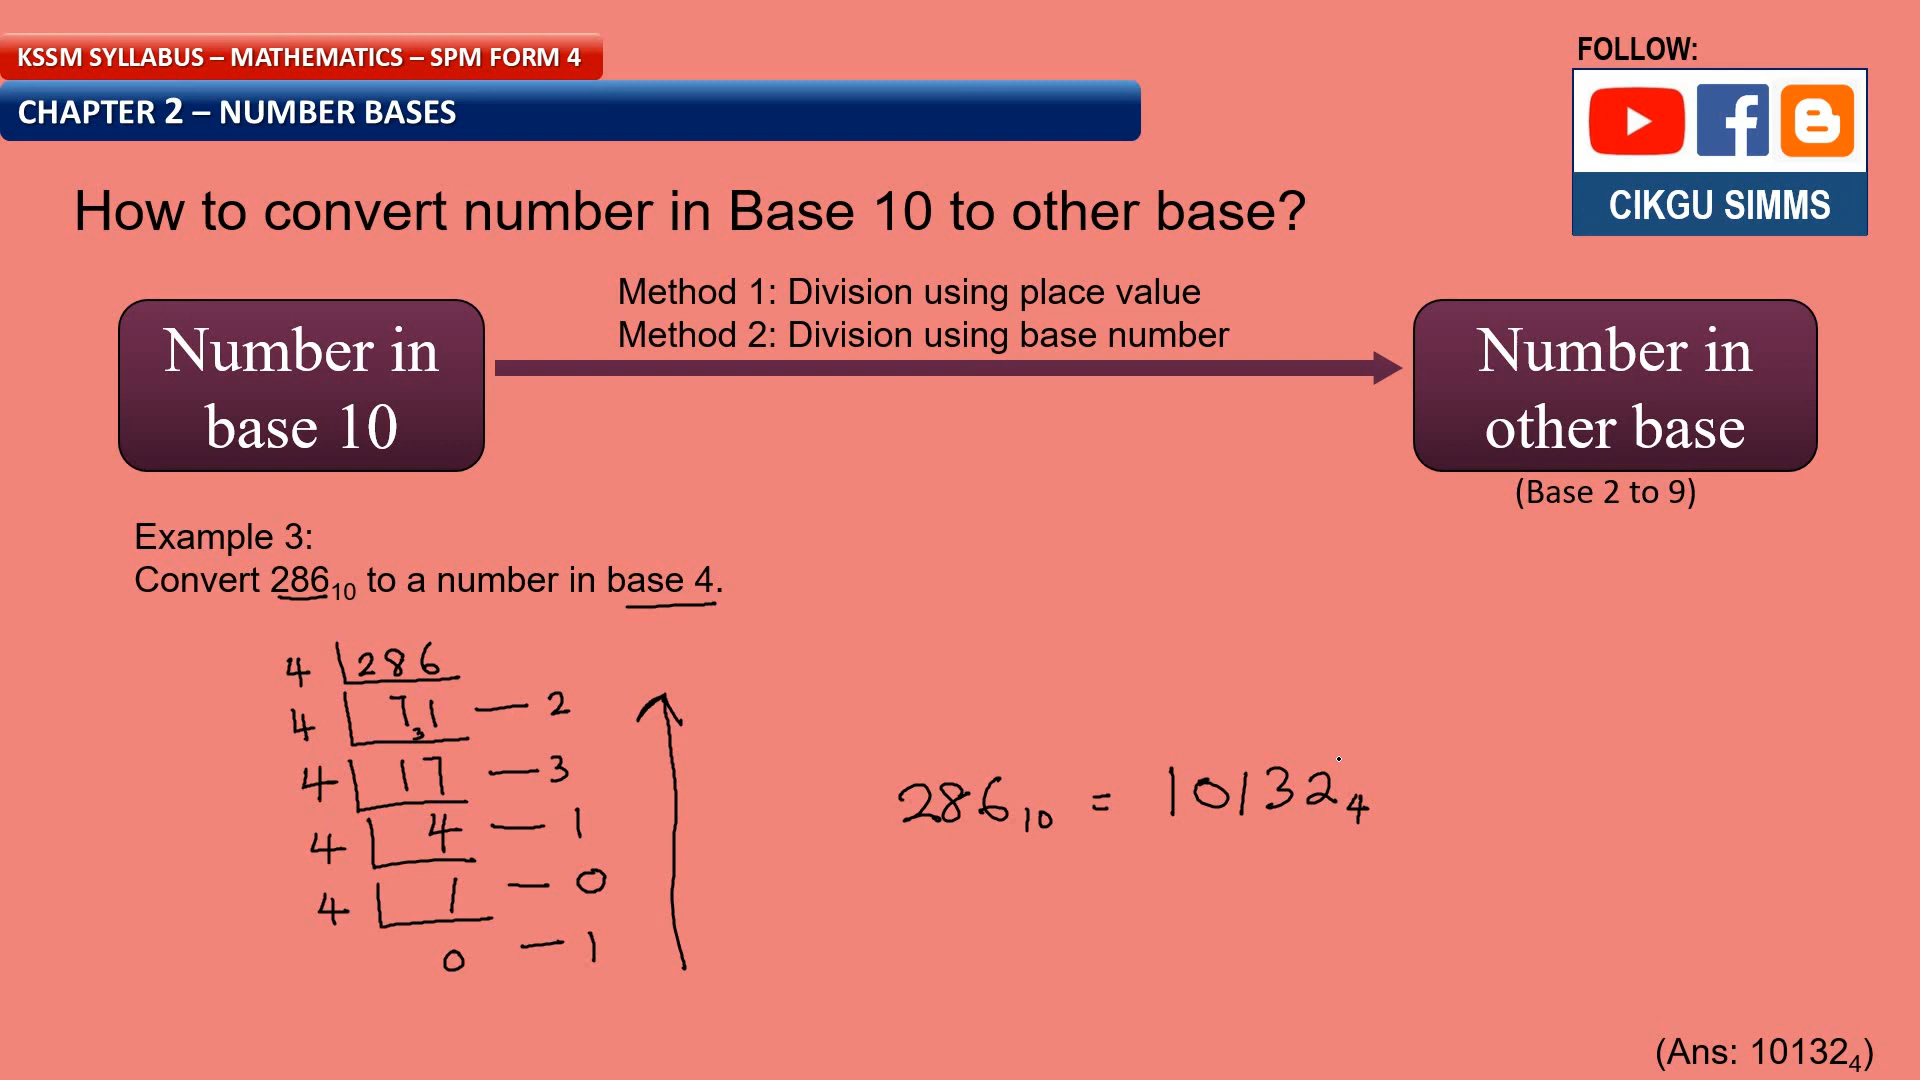 KSSM SYLLABUS – MATHEMATICS – SPM FORM 4
CHAPTER 2 – NUMBER BASES
FOLLOW:
CIKGU SIMMS
How to convert number in Base 10 to other base?
Method 1: Division using place value
Method 2: Division using base number
Number in
base 10
Number in
other base
(Base 2 to 9)
Example 3:
Convert 286₁₀ to a number in base 4.
4 286
4 7₃1 — 2
4 17 — 3
4 4 — 1
4 1 — 0
0 — 1
286₁₀ = 10132₄
(Ans: 10132₄)